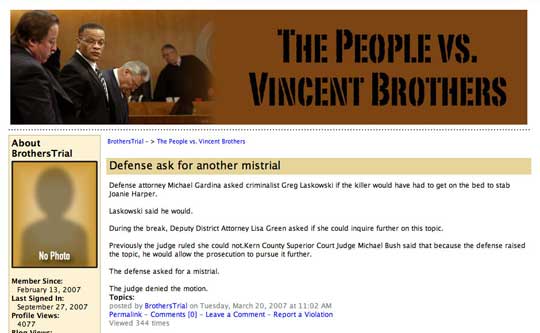 THE PEOPLE VS.
VINCENT BROTHERS
About
BrothersTrial
No Photo
Member Since:
February 13, 2007
Last Signed In:
September 27, 2007
Profile Views:
4077
Blog Views:
BrothersTrial - > The People vs. Vincent Brothers
Defense ask for another mistrial
Defense attorney Michael Gardina asked criminalist Greg Laskowski if the killer would have had to get on the bed to stab
Joanie Harper.
Laskowski said he would.
During the break, Deputy District Attorney Lisa Green asked if she could inquire further on this topic.
Previously the judge ruled she could not.Kern County Superior Court Judge Michael Bush said that because the defense raised
the topic, he would allow the prosecution to pursue it further.
The defense asked for a mistrial.
The judge denied the motion.
Topics:
posted by BrothersTrial on Tuesday, March 20, 2007 at 11:02 AM
Permalink - Comments [0] - Leave a Comment - Report a Violation
Viewed 344 times